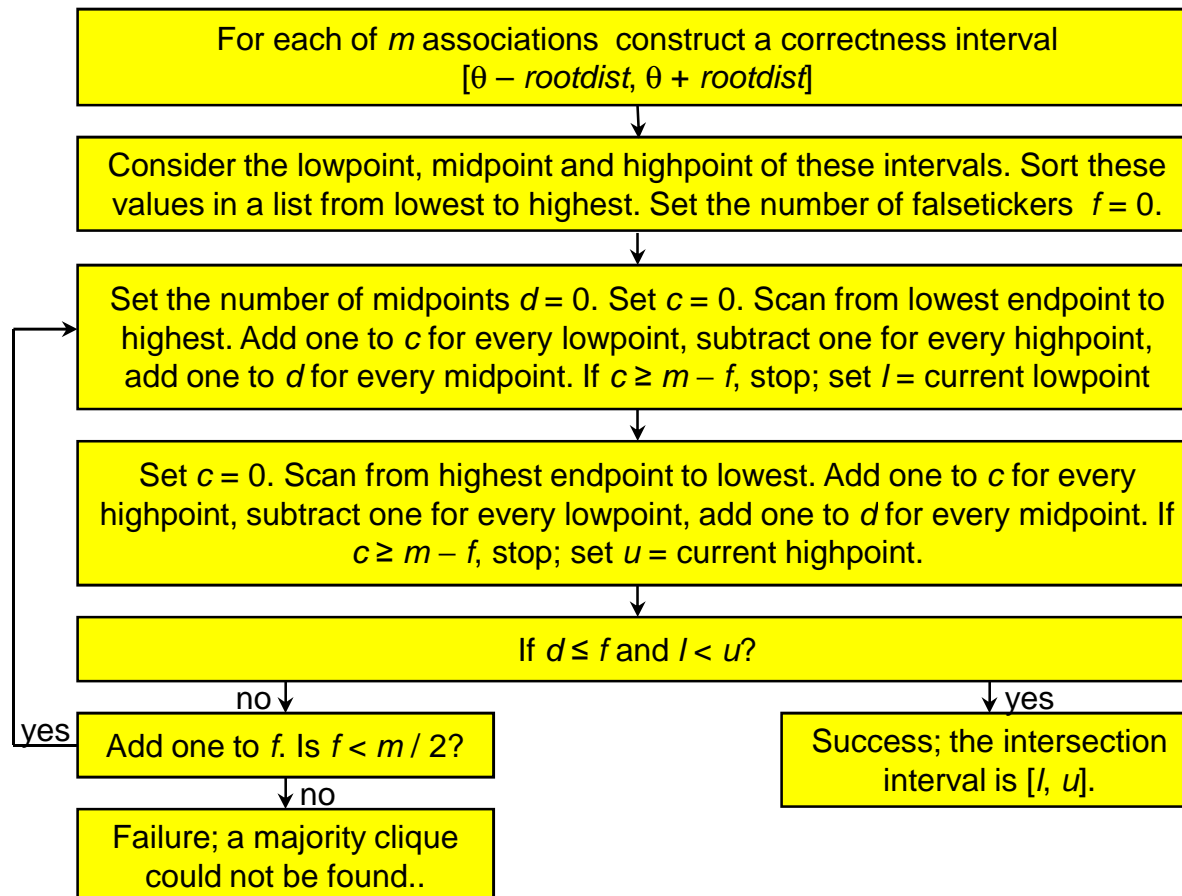 For each of m associations construct a correctness interval
[θ – rootdist, θ + rootdist]
Consider the lowpoint, midpoint and highpoint of these intervals. Sort these
values in a list from lowest to highest. Set the number of falsetickers f = 0.
Set the number of midpoints d = 0. Set c = 0. Scan from lowest endpoint to
highest. Add one to c for every lowpoint, subtract one for every highpoint,
add one to d for every midpoint. If c ≥ m – f, stop; set l = current lowpoint
Set c = 0. Scan from highest endpoint to lowest. Add one to c for every
highpoint, subtract one for every lowpoint, add one to d for every midpoint. If
c ≥ m – f, stop; set u = current highpoint.
If d ≤ f and l < u?
no
yes
yes
Add one to f. Is f < m / 2?
Success; the intersection
interval is [l, u].
no
Failure; a majority clique
could not be found..